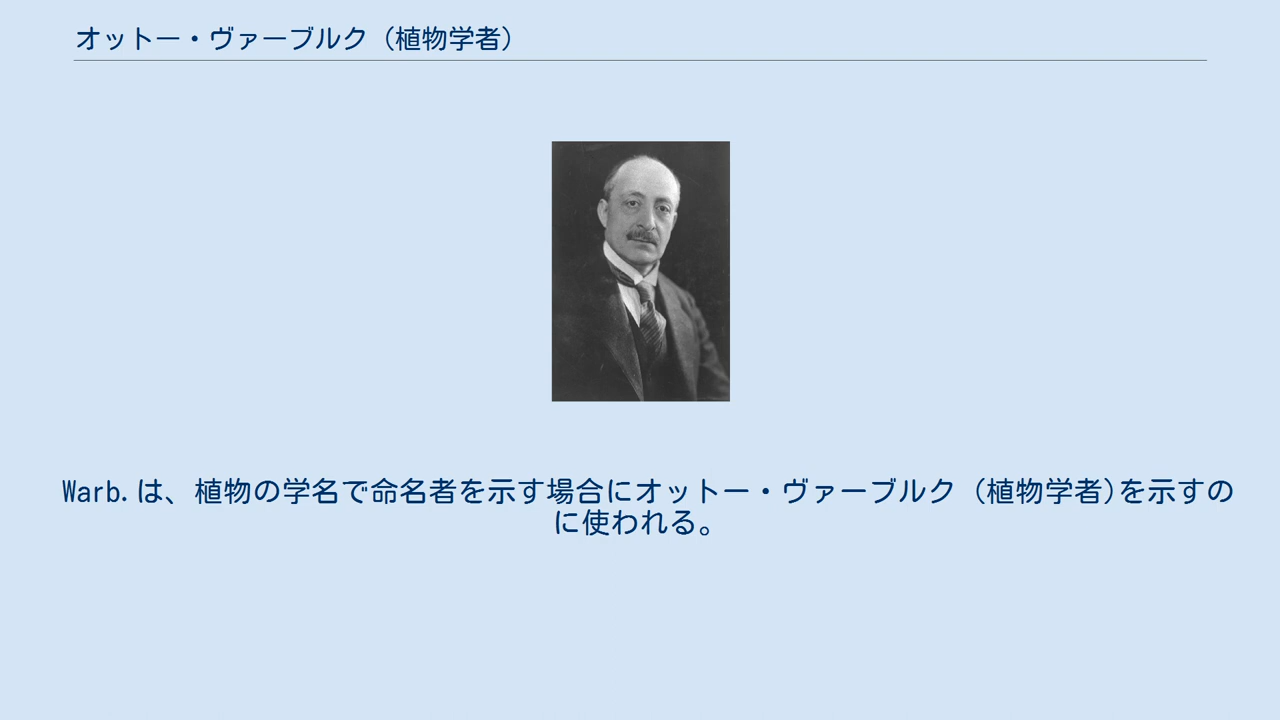 オットー・ヴァーブルク (植物学者)
Warb.は、植物の学名で命名者を示す場合にオットー・ヴァーブルク (植物学者)を示すの
に使われる。